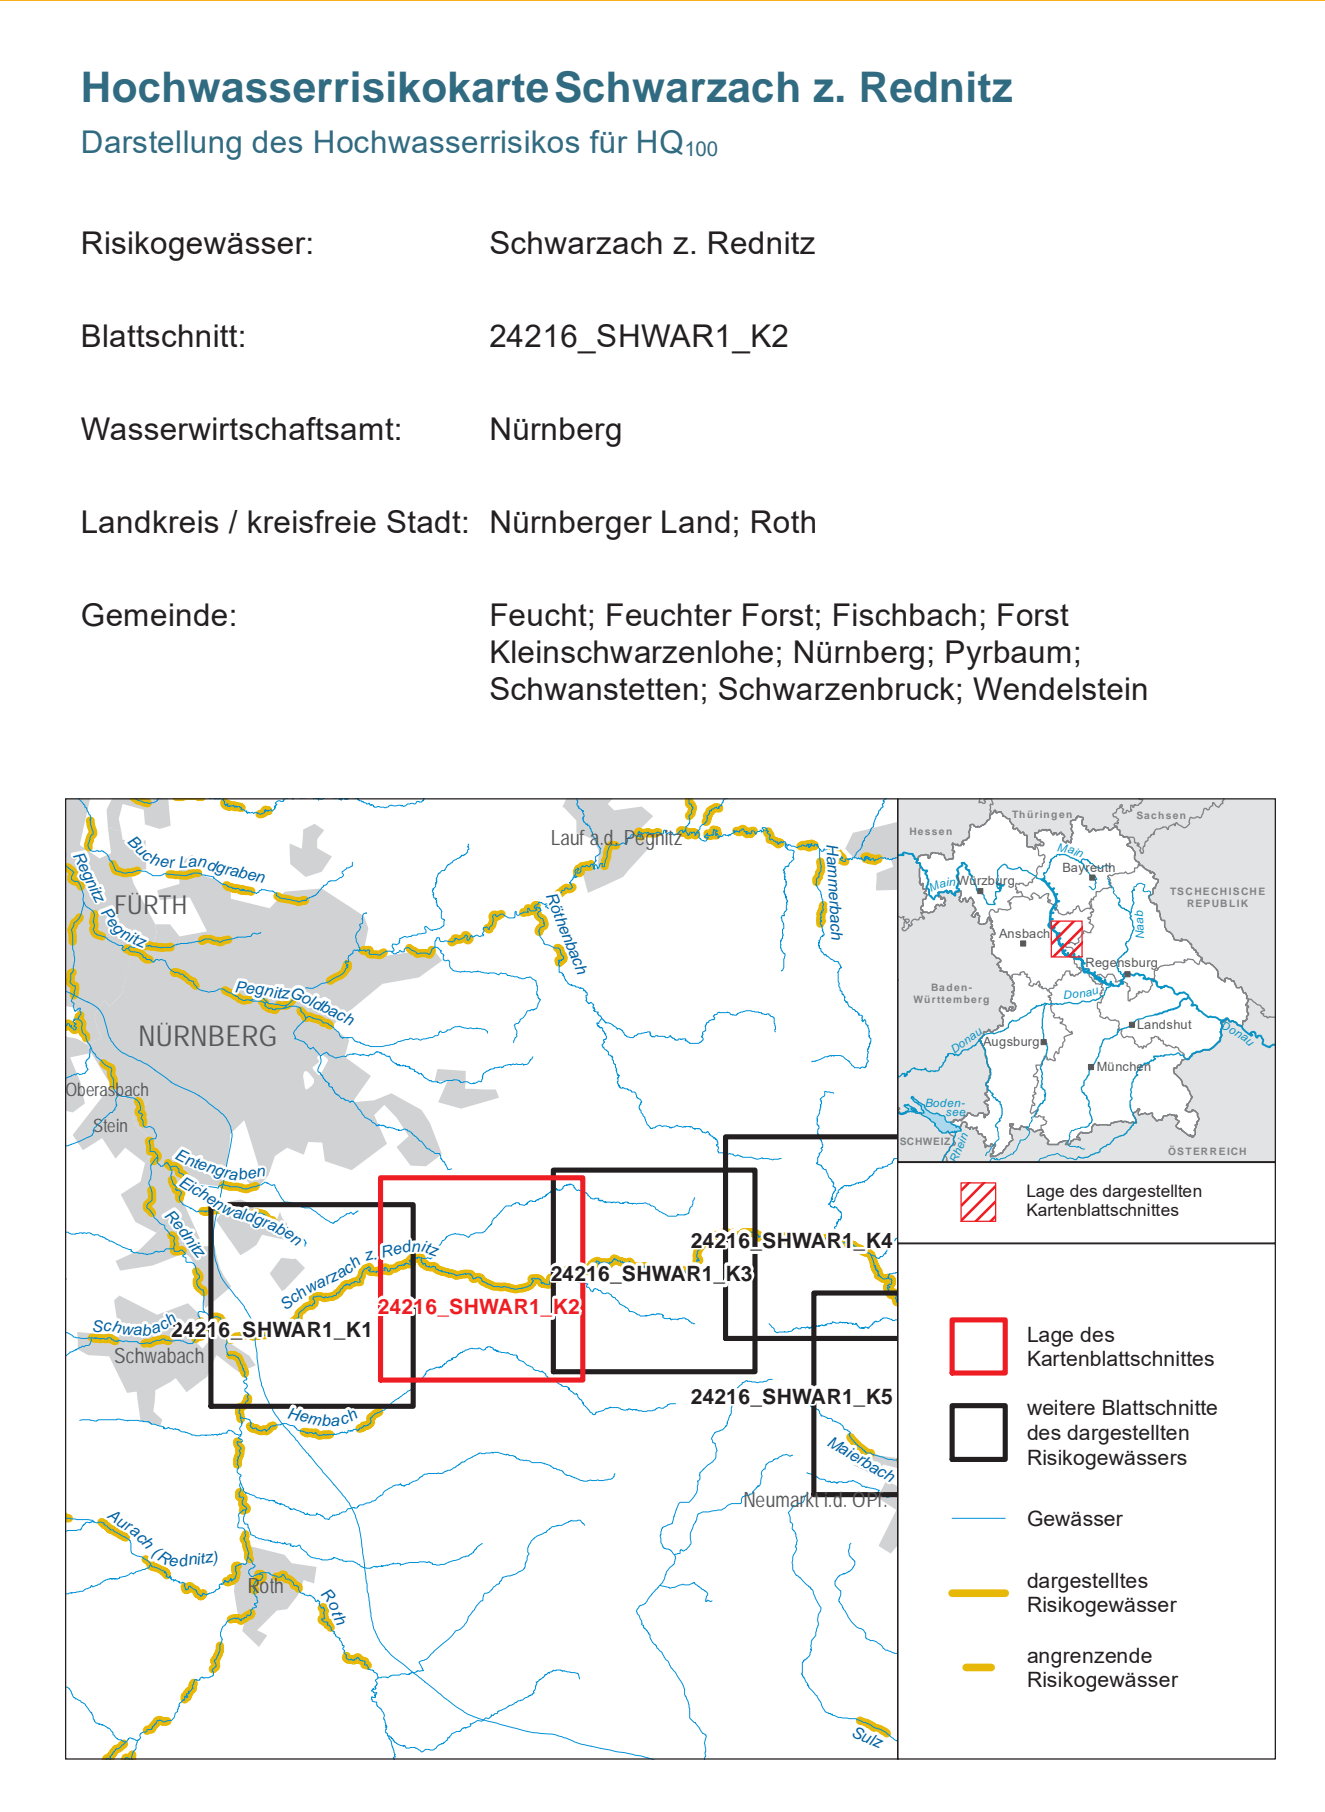 Hochwasserrisikokarte Schwarzach z. Rednitz
Darstellung des Hochwasserrisikos für HQ100
Risikogewässer: Schwarzach z. Rednitz
Blattschnitt: 24216_SHWAR1_K2
Wasserwirtschaftsamt: Nürnberg
Landkreis / kreisfreie Stadt: Nürnberger Land; Roth
Gemeinde: Feucht; Feuchter Forst; Fischbach; Forst
Kleinschwarzenlohe; Nürnberg; Pyrbaum;
Schwanstetten; Schwarzenbruck; Wendelstein
Lauf a.d. Pegnitz
Bucher Landgraben
Regnitz
FÜRTH
Pegnitz
Hammerbach
Röthenbach
Pegnitz
Goldbach
NÜRNBERG
Oberasbach
Stein
Entengraben
Eichenwaldgraben
Rednitz
Schwarzach z. Rednitz
24216_SHWAR1_K4
24216_SHWAR1_K3
24216_SHWAR1_K2
Schwabach
24216_SHWAR1_K1
Schwabach
24216_SHWAR1_K5
Hembach
Maierbach
Neumarkt i.d. OPf.
Aurach (Rednitz)
Roth
Roth
Sulz
Thüringen
Sachsen
Hessen
Main
Bayreuth
Main
Würzburg
TSCHECHISCHE
REPUBLIK
Naab
Ansbach
Regensburg
Baden-
Württemberg
Donau
Landshut
Donau
Donau
Augsburg
München
Boden-
see
SCHWEIZ
Rhein
ÖSTERREICH
Lage des dargestellten
Kartenblattschnittes
Lage des
Kartenblattschnittes
weitere Blattschnitte
des dargestellten
Risikogewässers
Gewässer
dargestelltes
Risikogewässer
angrenzende
Risikogewässer